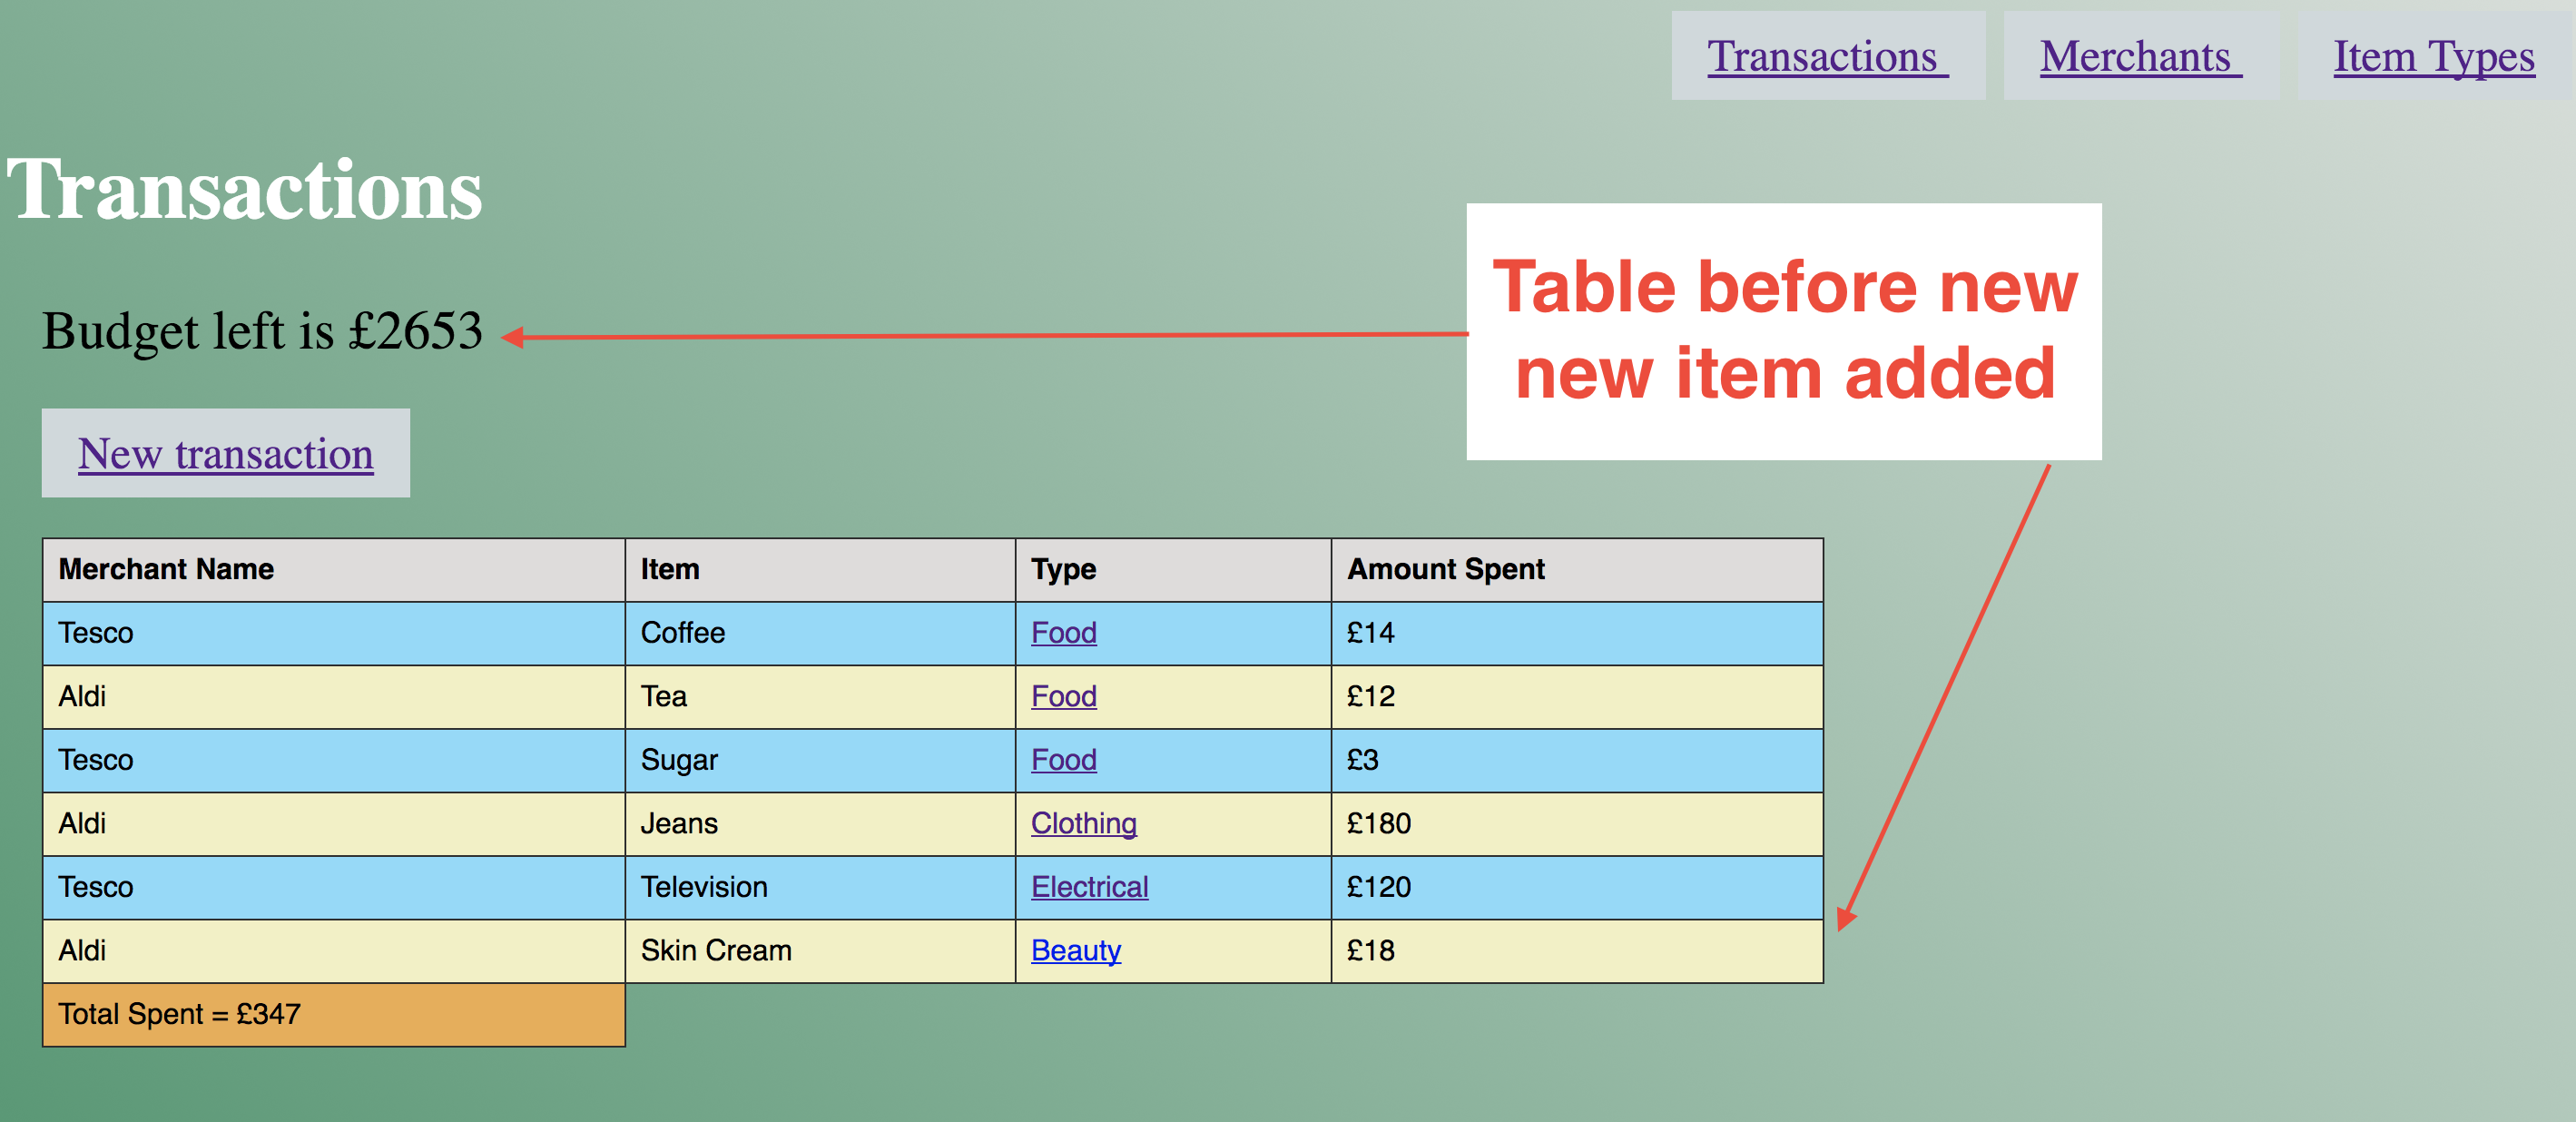 Transactions Merchants Item Types
Transactions
Budget left is £2653
Table before new
new item added
New transaction
Merchant Name Item Type Amount Spent
Tesco Coffee Food £14
Aldi Tea Food £12
Tesco Sugar Food £3
Aldi Jeans Clothing £180
Tesco Television Electrical £120
Aldi Skin Cream Beauty £18
Total Spent = £347